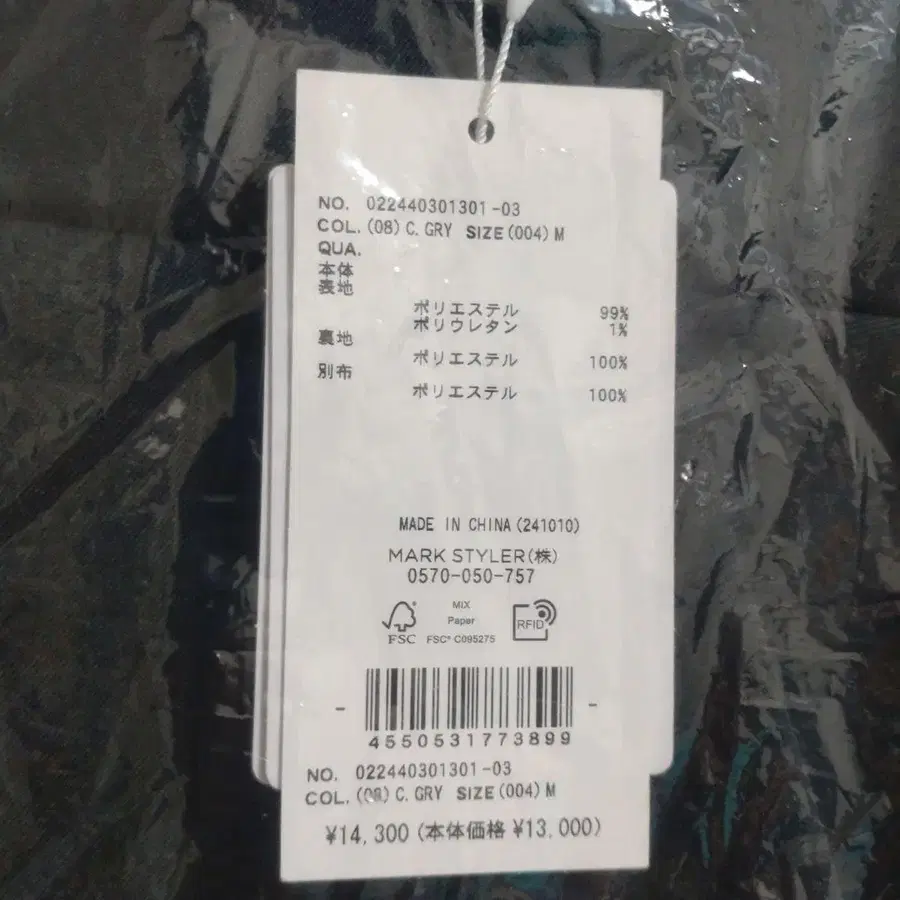 NO. 022440301301-03
COL. (08) C. GRY SIZE (004) M
QUA.
本体
表地
ポリエステル 99%
ポリウレタン 1%
裏地
ポリエステル 100%
別布
ポリエステル 100%
MADE IN CHINA (241010)
MARK STYLER(株)
0570-050-757
FSC
MIX
Paper
FSC® C095275
RFID
4550531773899
NO. 022440301301-03
COL. (08) C. GRY SIZE (004) M
¥14,300 (本体価格 ¥13,000)